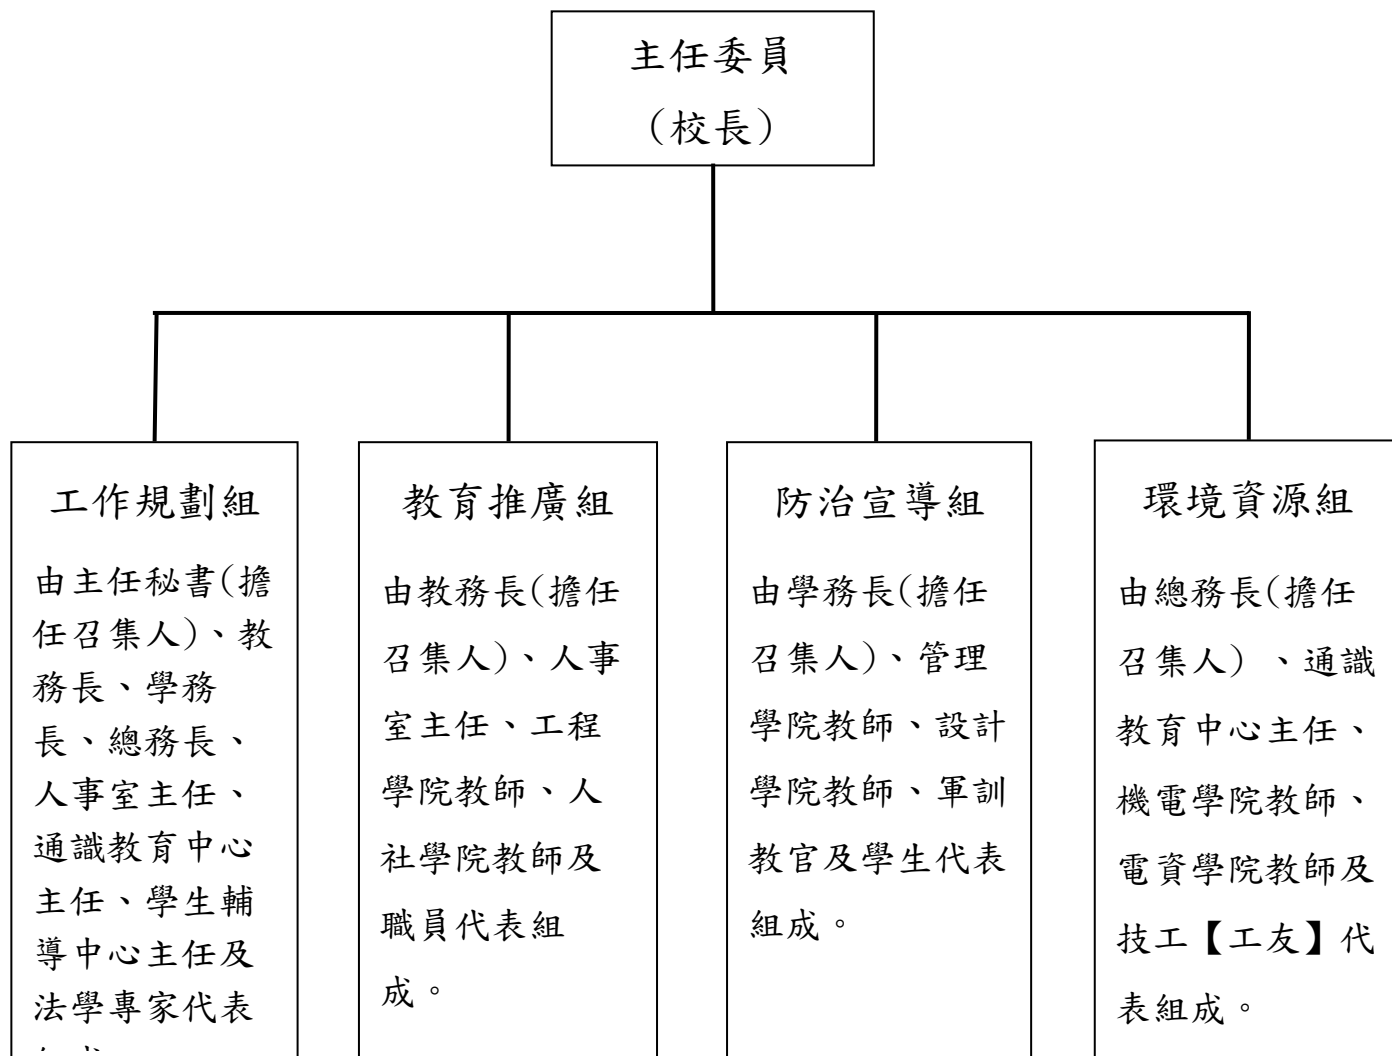 主任委員
(校長)
工作規劃組
由主任秘書(擔
任召集人)、教
務長、學務
長、總務長、
人事室主任、
通識教育中心
主任、學生輔
導中心主任及
法學專家代表
教育推廣組
由教務長(擔任
召集人)、人事
室主任、工程
學院教師、人
社學院教師及
職員代表組
成。
防治宣導組
由學務長(擔任
召集人)、管理
學院教師、設計
學院教師、軍訓
教官及學生代表
組成。
環境資源組
由總務長(擔任
召集人) 、通識
教育中心主任、
機電學院教師、
電資學院教師及
技工【工友】代
表組成。